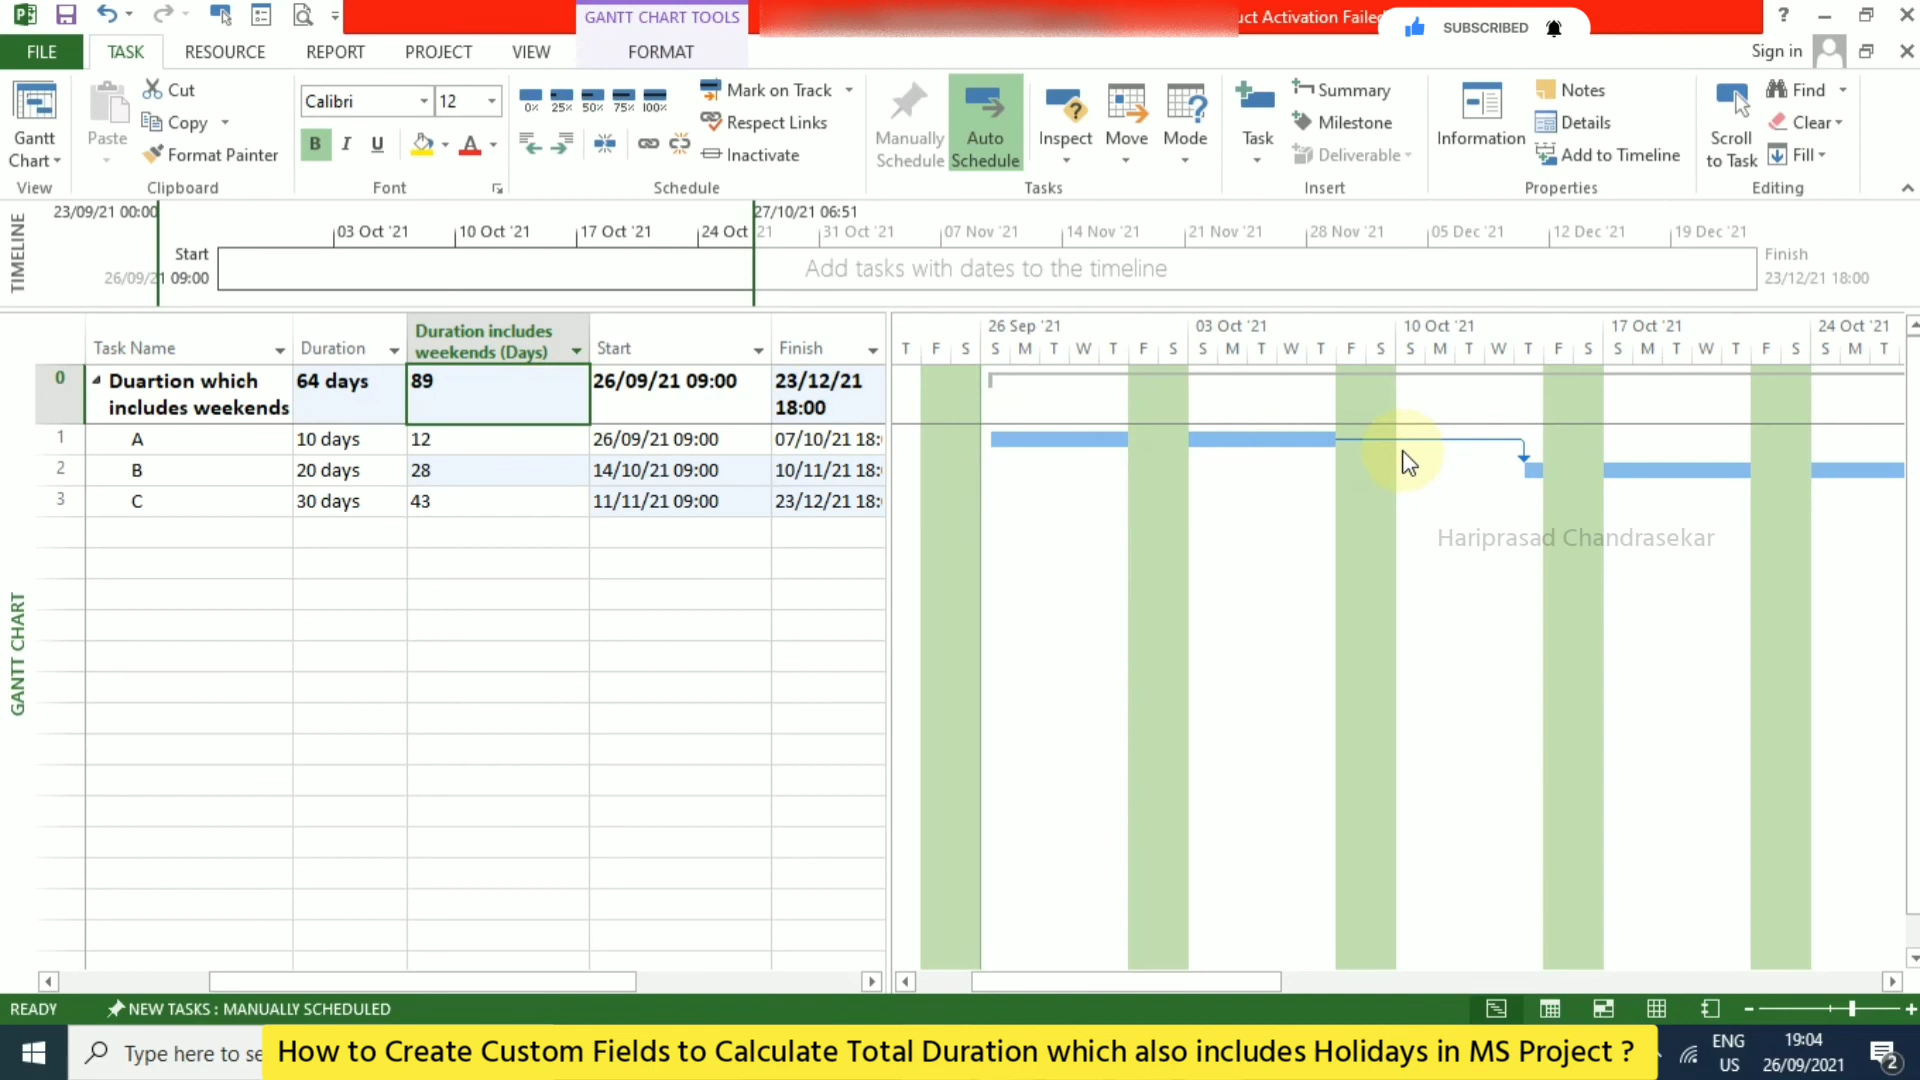 GANTT CHART TOOLS
uct Activation Failed
SUBSCRIBED
?
FILE TASK RESOURCE REPORT PROJECT VIEW FORMAT Sign in
Gantt Chart
View
Paste
Cut
Copy
Format Painter
Clipboard
Calibri 12
B I U A
Font
0% 25% 50% 75% 100%
Mark on Track
Respect Links
Inactivate
Schedule
Manually Schedule
Auto Schedule
Inspect Move Mode
Tasks
Task
Summary
Milestone
Deliverable
Insert
Information
Notes
Details
Add to Timeline
Properties
Scroll to Task
Find
Clear
Fill
Editing
TIMELINE
23/09/21 00:00 27/10/21 06:51
03 Oct '21 10 Oct '21 17 Oct '21 24 Oct '21 31 Oct '21 07 Nov '21 14 Nov '21 21 Nov '21 28 Nov '21 05 Dec '21 12 Dec '21 19 Dec '21
Start
26/09/21 09:00
Add tasks with dates to the timeline
Finish
23/12/21 18:00
GANTT CHART
Task Name Duration Duration includes weekends (Days) Start Finish
0 Duartion which includes weekends 64 days 89 26/09/21 09:00 23/12/21 18:00
1 A 10 days 12 26/09/21 09:00 07/10/21 18:
2 B 20 days 28 14/10/21 09:00 10/11/21 18:
3 C 30 days 43 11/11/21 09:00 23/12/21 18:
26 Sep '21 03 Oct '21 10 Oct '21 17 Oct '21 24 Oct '21
T F S S M T W T F S S M T W T F S S M T W T F S S M T W T F S S M T
Hariprasad Chandrasekar
READY NEW TASKS : MANUALLY SCHEDULED
Type here to se
How to Create Custom Fields to Calculate Total Duration which also includes Holidays in MS Project ?
ENG
US
19:04
26/09/2021
2